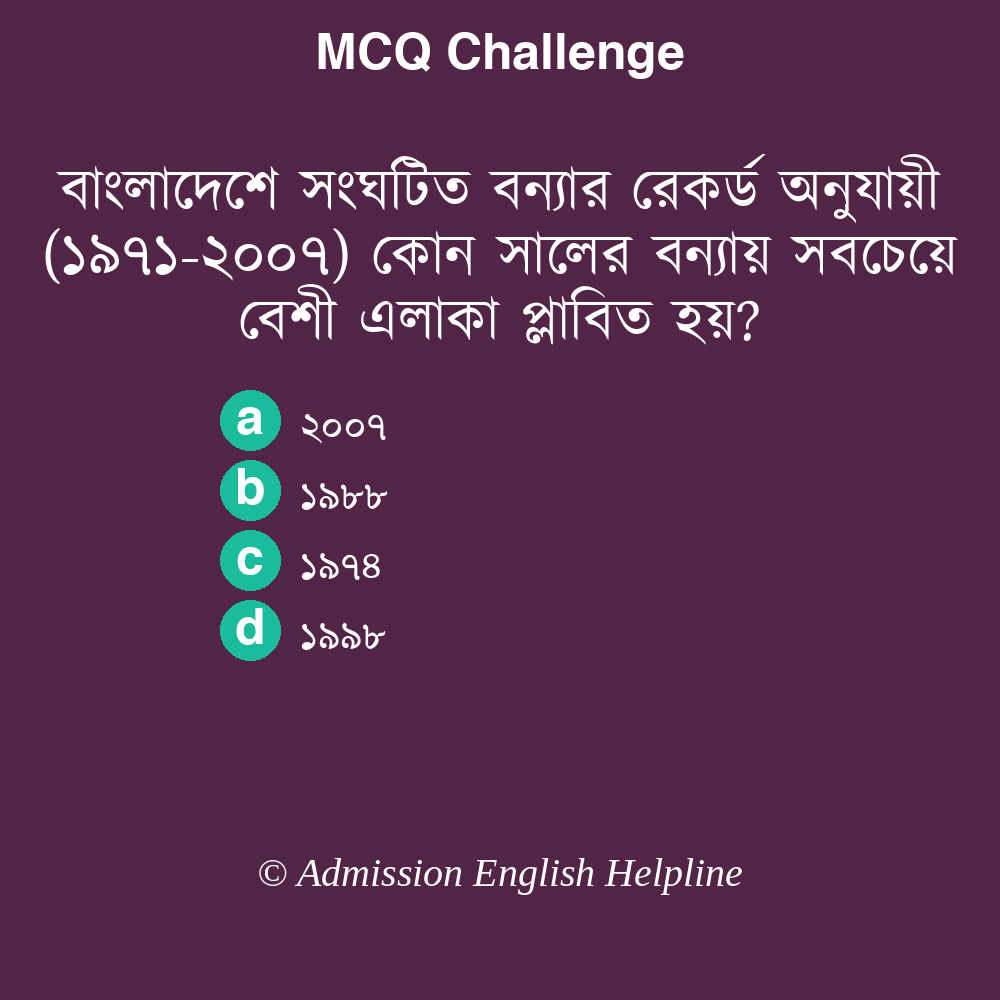 MCQ Challenge
বাংলাদেশে সংঘটিত বন্যার রেকর্ড অনুযায়ী
(১৯৭১-২০০৭) কোন সালের বন্যায় সবচেয়ে
বেশী এলাকা প্লাবিত হয়?
a ২০০৭
b ১৯৮৮
c ১৯৭৪
d ১৯৯৮
© Admission English Helpline